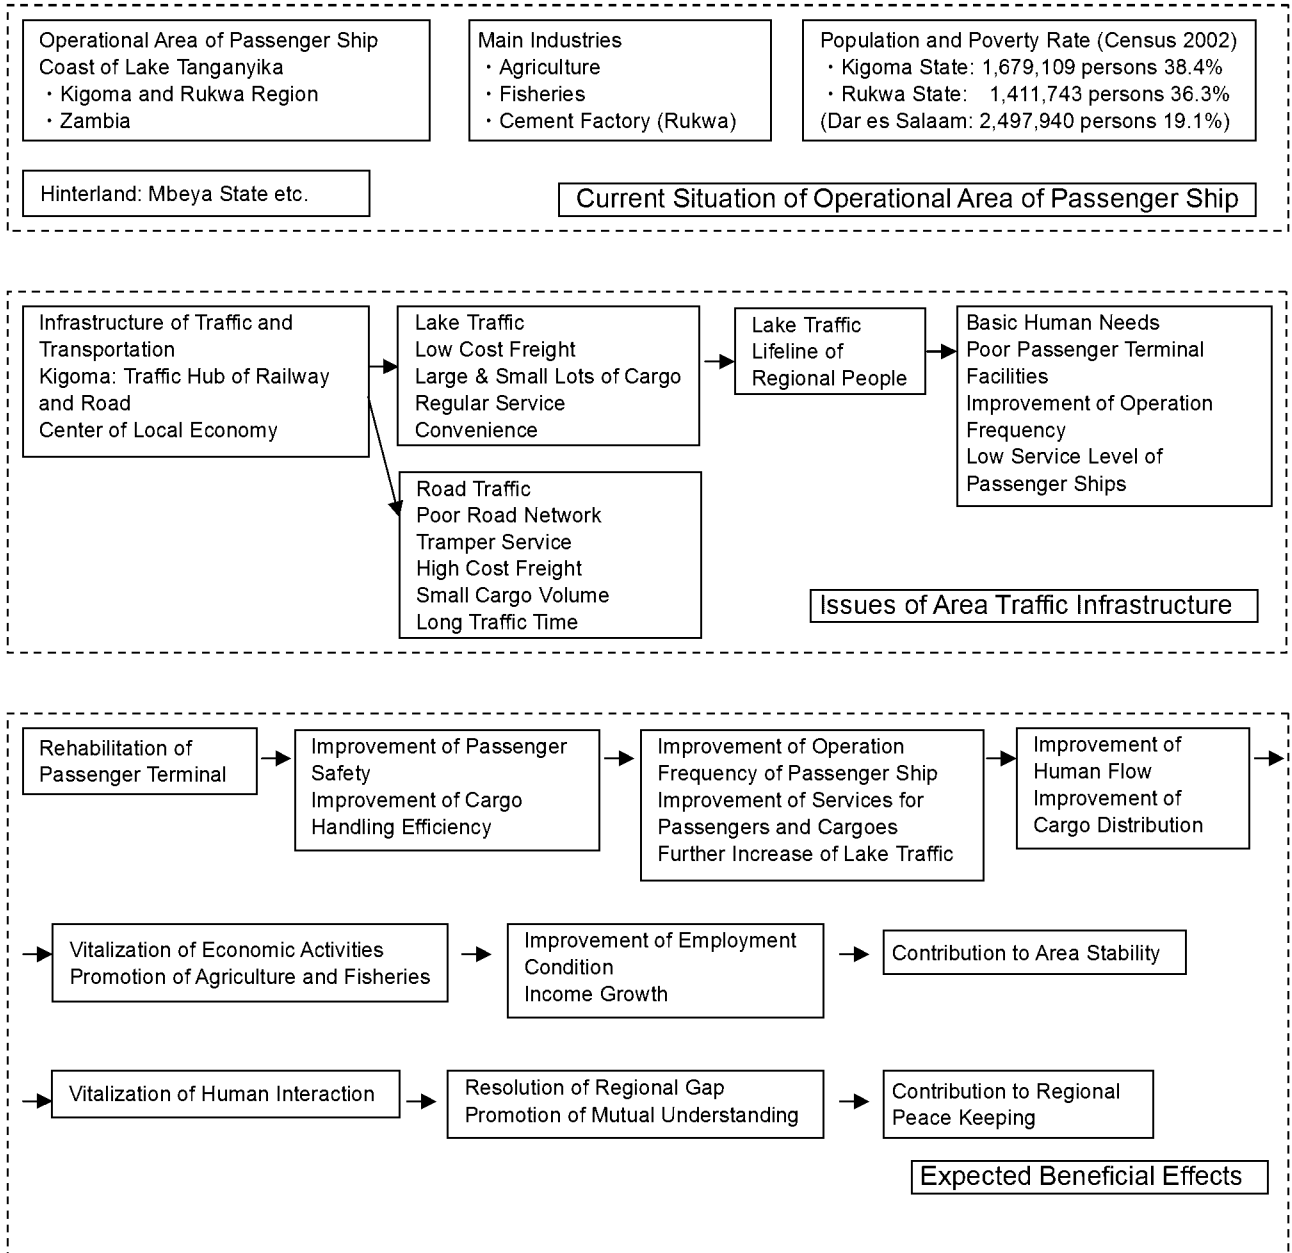 Operational Area of Passenger Ship
Coast of Lake Tanganyika
・Kigoma and Rukwa Region
・Zambia
Main Industries
・Agriculture
・Fisheries
・Cement Factory (Rukwa)
Population and Poverty Rate (Census 2002)
・Kigoma State: 1,679,109 persons 38.4%
・Rukwa State: 1,411,743 persons 36.3%
(Dar es Salaam: 2,497,940 persons 19.1%)
Hinterland: Mbeya State etc.
Current Situation of Operational Area of Passenger Ship
Infrastructure of Traffic and
Transportation
Kigoma: Traffic Hub of Railway
and Road
Center of Local Economy
Lake Traffic
Low Cost Freight
Large & Small Lots of Cargo
Regular Service
Convenience
Lake Traffic
Lifeline of
Regional People
Basic Human Needs
Poor Passenger Terminal
Facilities
Improvement of Operation
Frequency
Low Service Level of
Passenger Ships
Road Traffic
Poor Road Network
Tramper Service
High Cost Freight
Small Cargo Volume
Long Traffic Time
Issues of Area Traffic Infrastructure
Rehabilitation of
Passenger Terminal
Improvement of Passenger
Safety
Improvement of Cargo
Handling Efficiency
Improvement of Operation
Frequency of Passenger Ship
Improvement of Services for
Passengers and Cargoes
Further Increase of Lake Traffic
Improvement of
Human Flow
Improvement of
Cargo Distribution
Vitalization of Economic Activities
Promotion of Agriculture and Fisheries
Improvement of Employment
Condition
Income Growth
Contribution to Area Stability
Vitalization of Human Interaction
Resolution of Regional Gap
Promotion of Mutual Understanding
Contribution to Regional
Peace Keeping
Expected Beneficial Effects